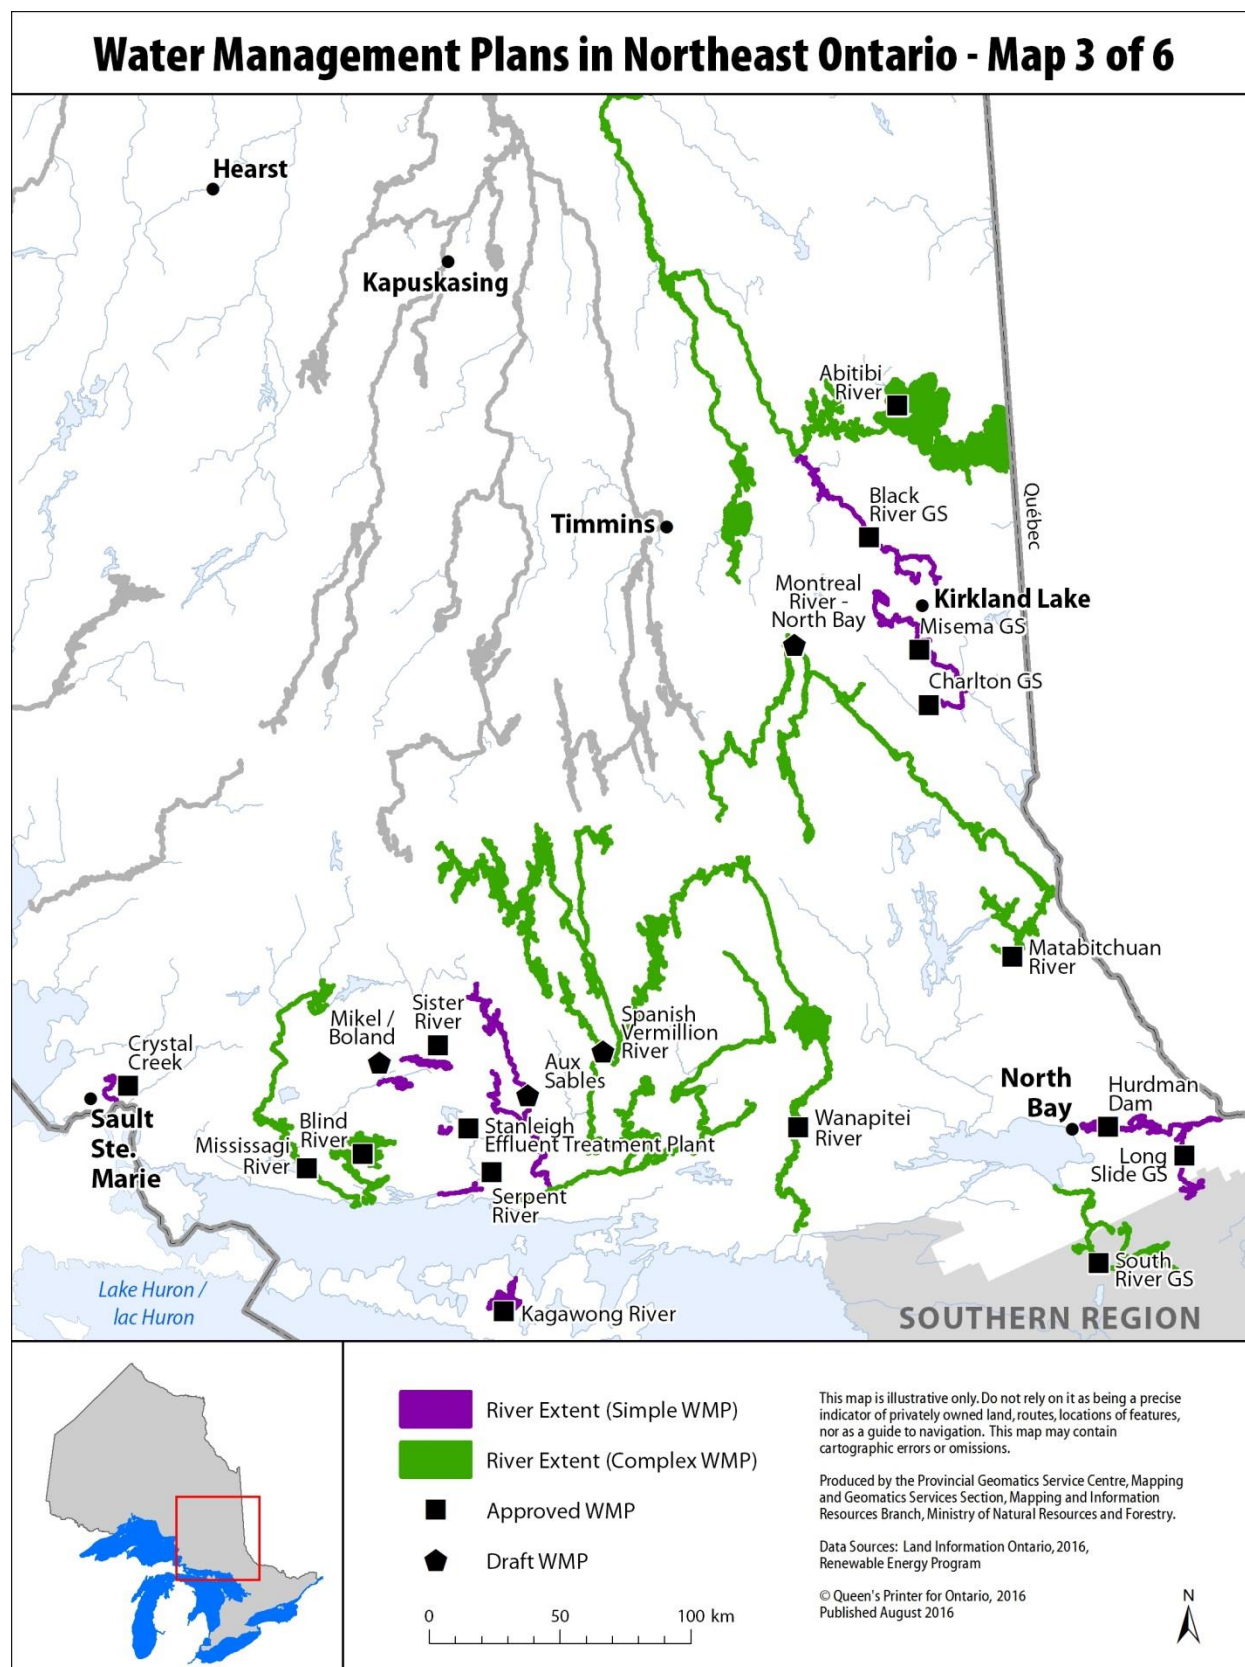 Water Management Plans in Northeast Ontario - Map 3 of 6
Hearst
Kapuskasing
Abitibi
River
Black
River GS
Québec
Timmins
Montreal
River -
North Bay
Kirkland Lake
Misema GS
Charlton GS
Matabitchuan
River
Sister
River
Mikel /
Boland
Spanish
Vermillion
River
Crystal
Creek
Aux
Sables
Sault
Ste.
Marie
North
Bay
Hurdman
Dam
Blind
River
Mississagi
River
Stanleigh
Effluent Treatment Plant
Wanapitei
River
Long
Slide GS
Serpent
River
South
River GS
Lake Huron /
lac Huron
Kagawong River
SOUTHERN REGION
River Extent (Simple WMP)
River Extent (Complex WMP)
Approved WMP
Draft WMP
0 50 100 km
This map is illustrative only. Do not rely on it as being a precise
indicator of privately owned land, routes, locations of features,
nor as a guide to navigation. This map may contain
cartographic errors or omissions.
Produced by the Provincial Geomatics Service Centre, Mapping
and Geomatics Services Section, Mapping and Information
Resources Branch, Ministry of Natural Resources and Forestry.
Data Sources: Land Information Ontario, 2016,
Renewable Energy Program
© Queen's Printer for Ontario, 2016
Published August 2016
N